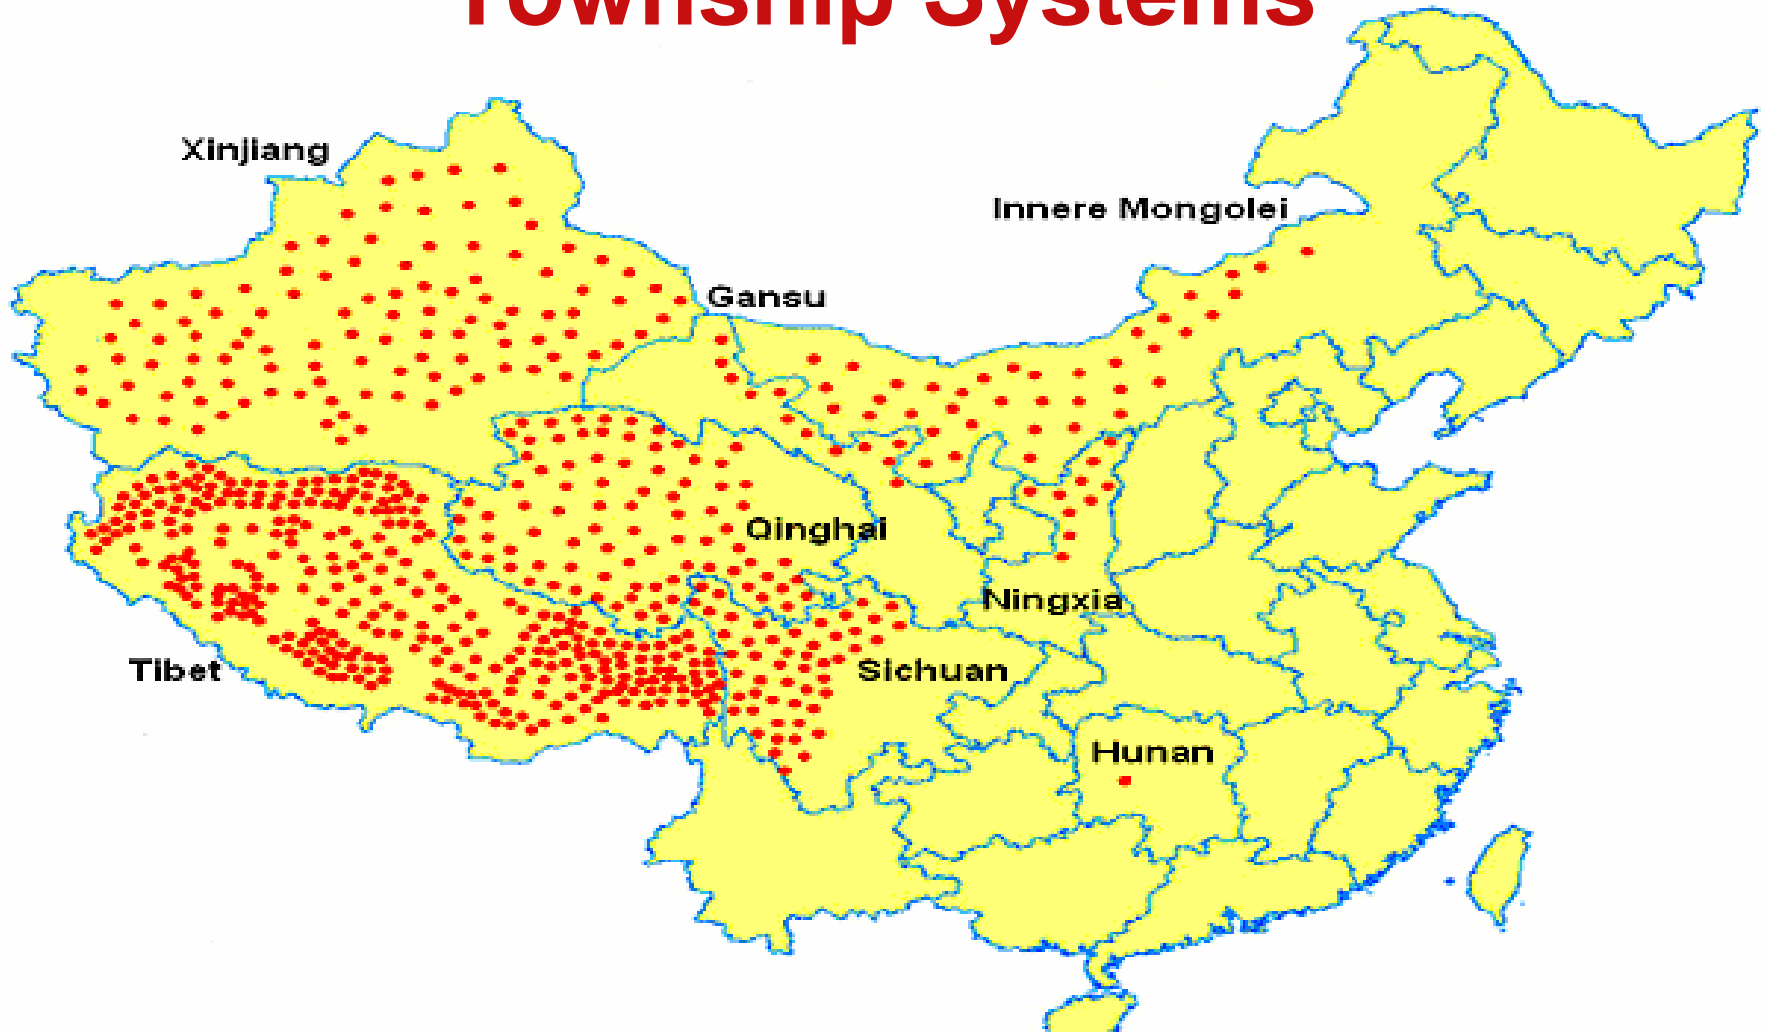 Township Systems
Xinjiang
Innere Mongolei
Gansu
Qinghai
Ningxia
Tibet
Sichuan
Hunan